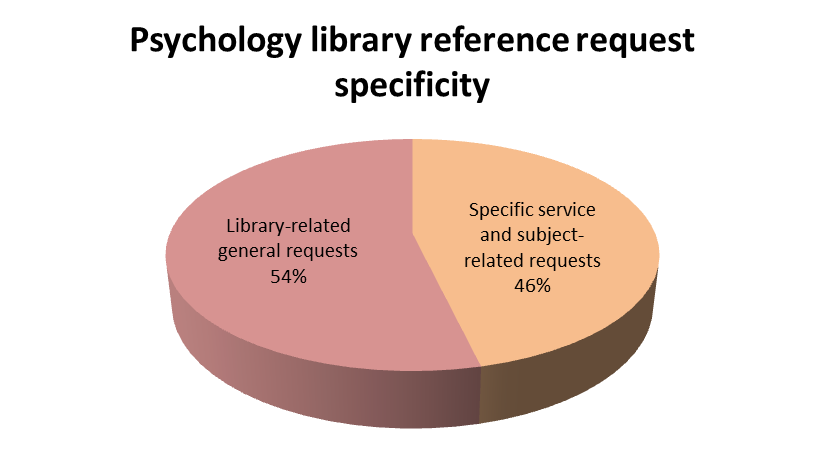 Psychology library reference request
specificity
Library-related
general requests
54%
Specific service
and subject-
related requests
46%